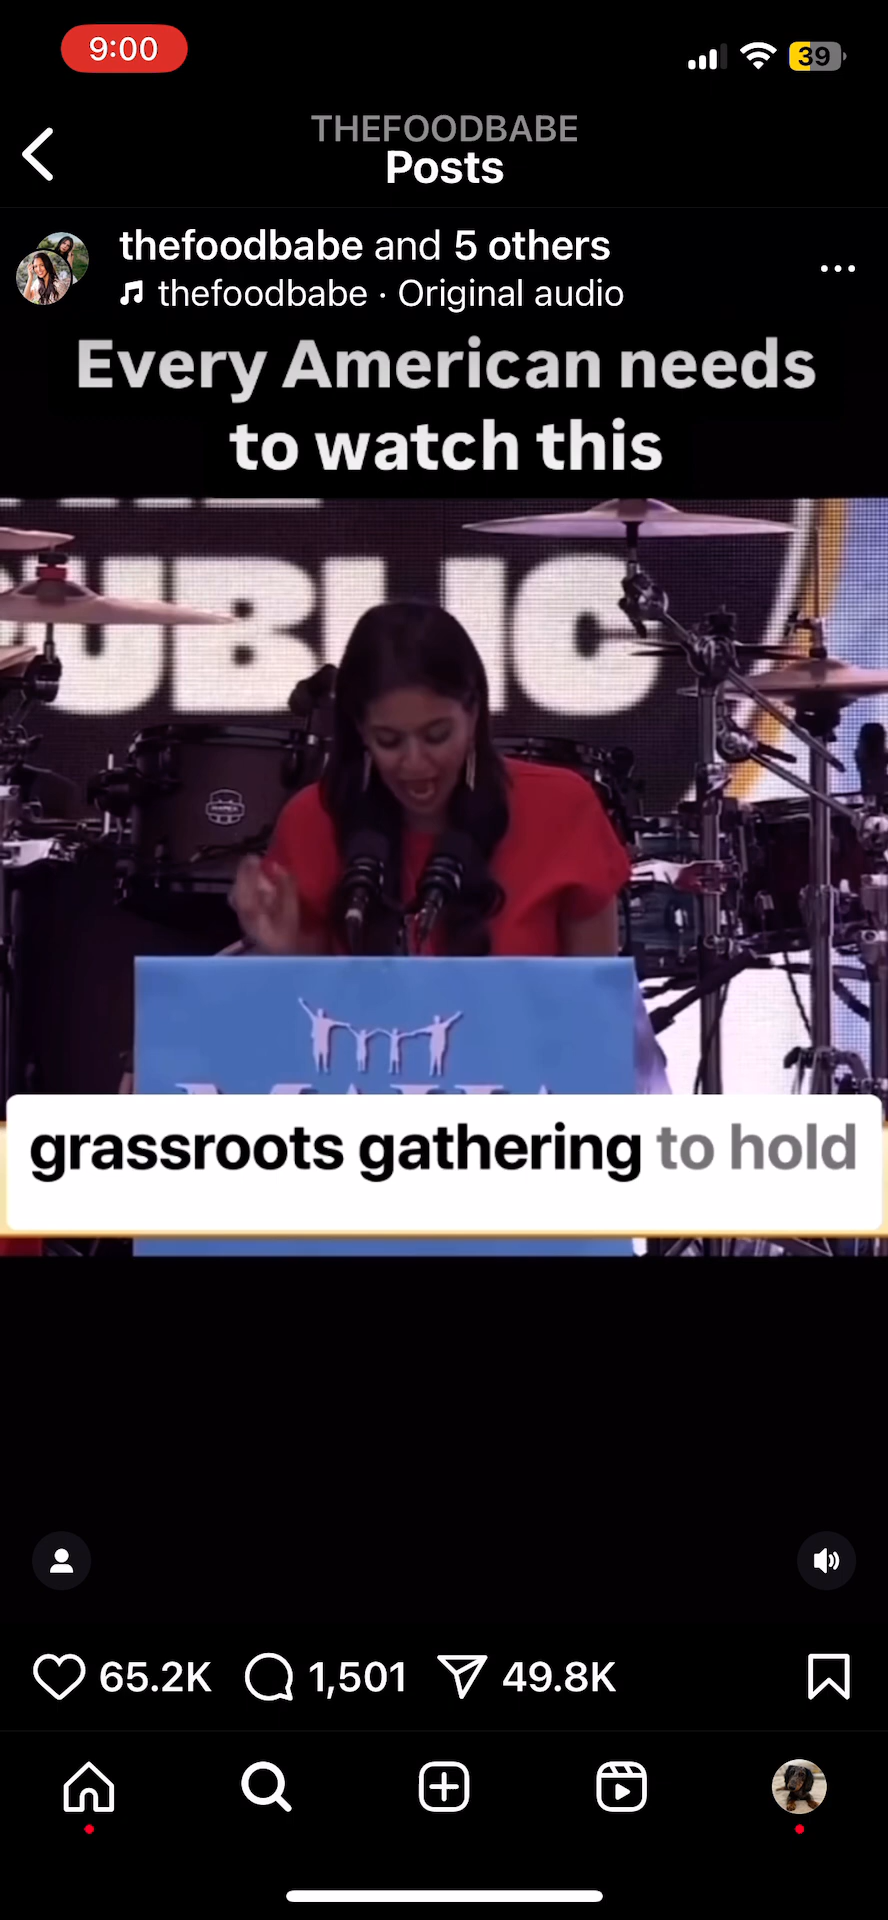 9:00
39
THEFOODBABE
Posts
thefoodbabe and 5 others
thefoodbabe · Original audio
Every American needs
to watch this
UBLIC
grassroots gathering to hold
65.2K 1,501 49.8K